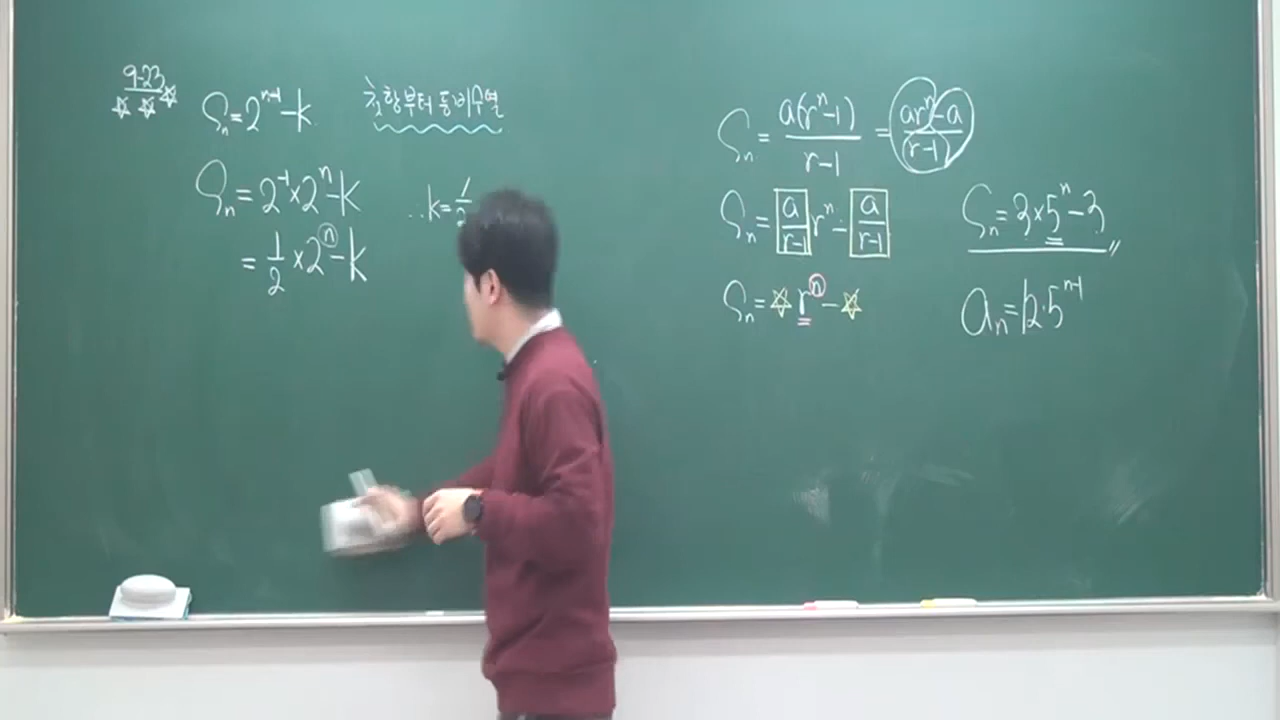 9-23
☆☆☆
Sₙ=2ⁿ⁻¹-k
첫항부터 등비수열
Sₙ=2⁻¹×2ⁿ-k
=1/2×2ⁿ-k
∴k=1/2
Sₙ=a(rⁿ-1)/r-1=arⁿ-a/r-1
Sₙ=a/r-1 rⁿ-a/r-1
Sₙ=☆rⁿ-☆
Sₙ=3×5ⁿ-3
aₙ=12·5ⁿ⁻¹